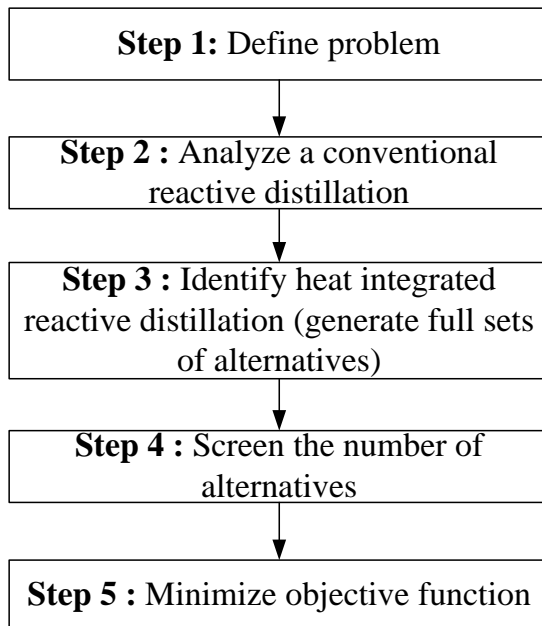 Step 1: Define problem
Step 2 : Analyze a conventional
reactive distillation
Step 3 : Identify heat integrated
reactive distillation (generate full sets
of alternatives)
Step 4 : Screen the number of
alternatives
Step 5 : Minimize objective function